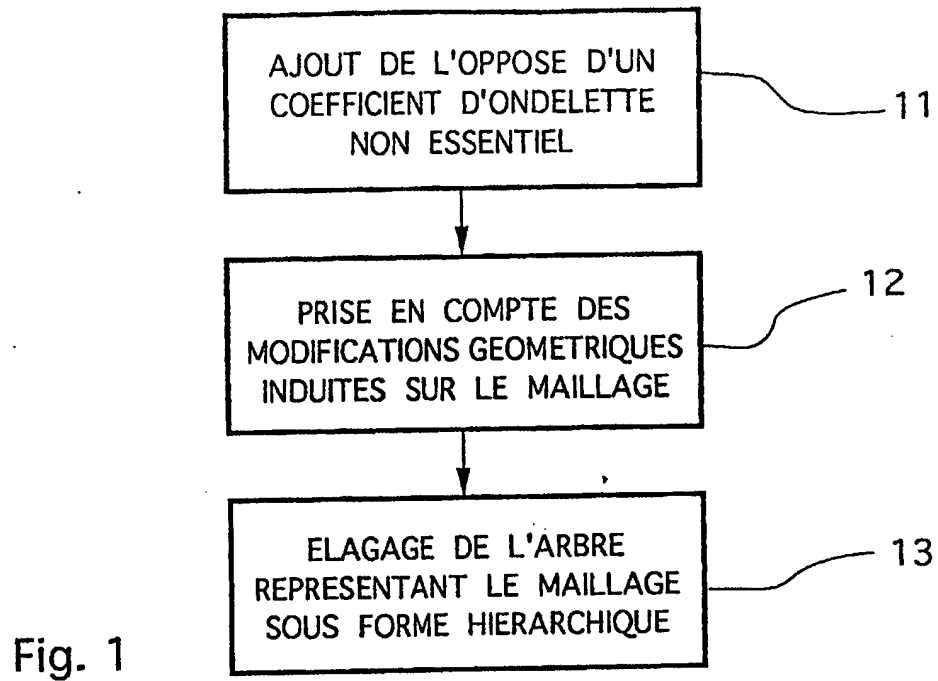 AJOUT DE L'OPPOSE D'UN
COEFFICIENT D'ONDELETTE
NON ESSENTIEL
11
PRISE EN COMPTE DES
MODIFICATIONS GEOMETRIQUES
INDUITES SUR LE MAILLAGE
12
ELAGAGE DE L'ARBRE
REPRESENTANT LE MAILLAGE
SOUS FORME HIERARCHIQUE
13
Fig. 1